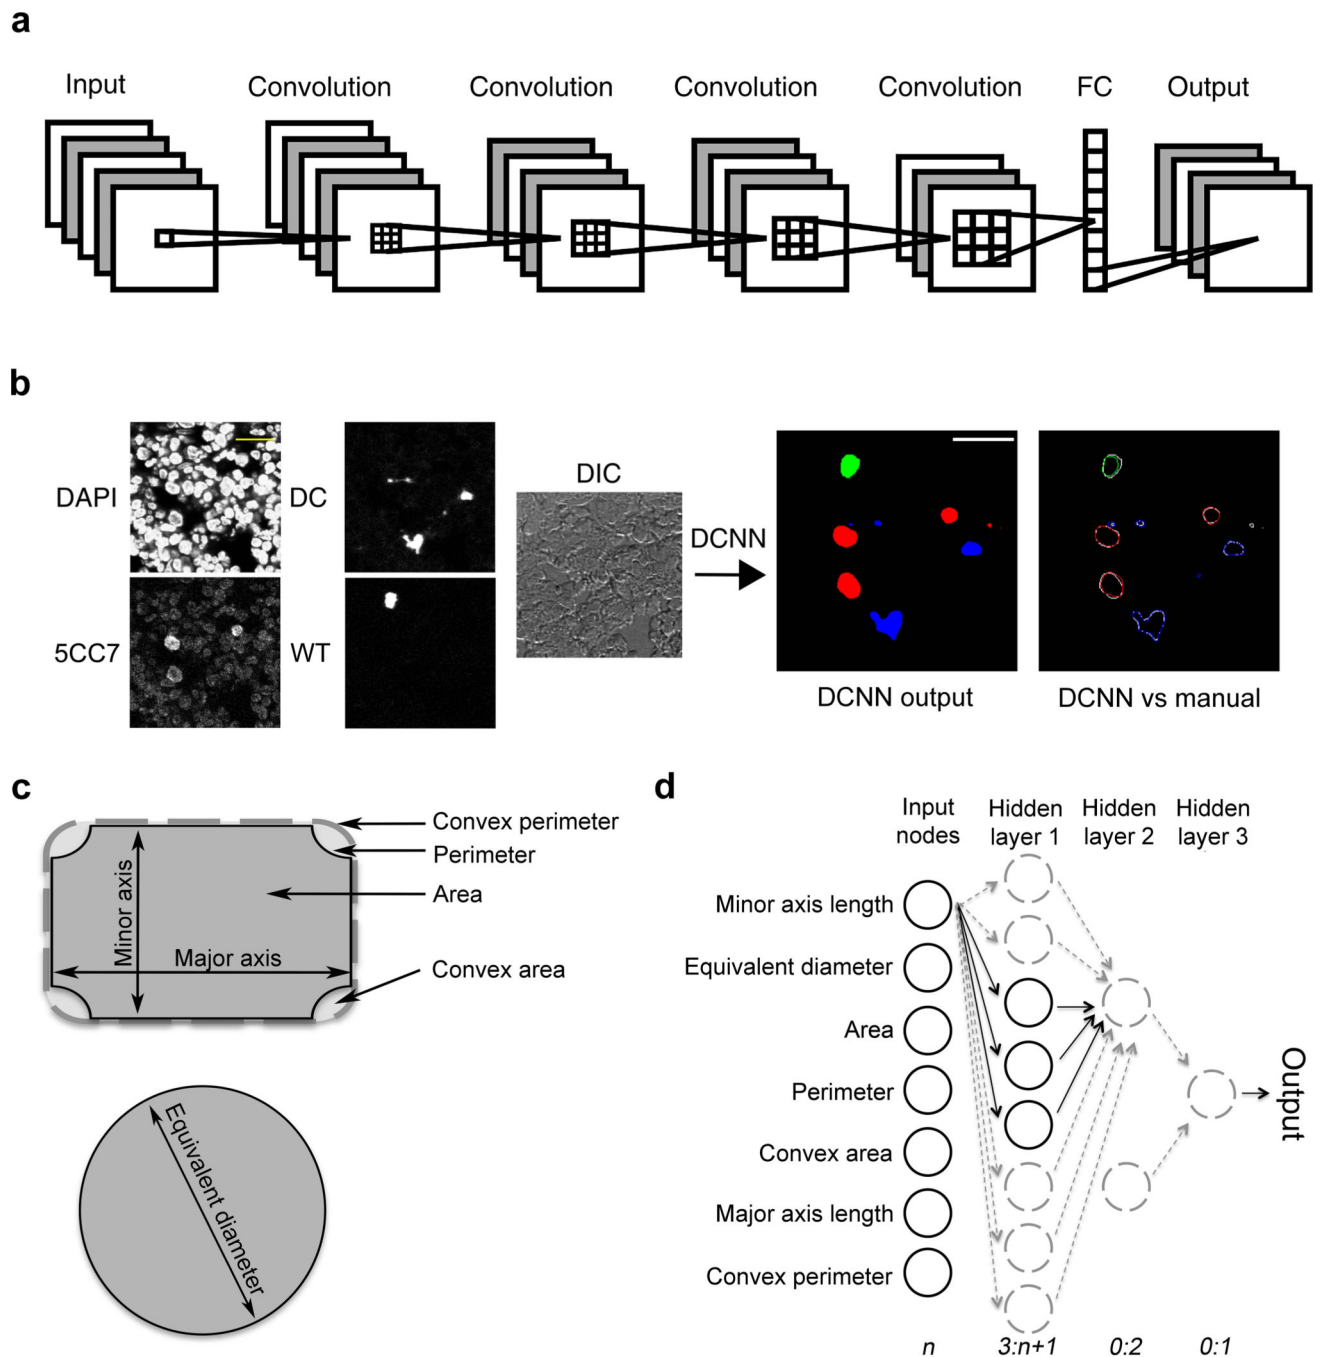 a
Input Convolution Convolution Convolution Convolution FC Output
b
DAPI DC DIC
DCNN
5CC7 WT
DCNN output DCNN vs manual
c
Convex perimeter
Perimeter
Area
Minor axis
Major axis
Convex area
Equivalent diameter
d
Input nodes
Hidden layer 1
Hidden layer 2
Hidden layer 3
Minor axis length
Equivalent diameter
Area
Perimeter
Convex area
Major axis length
Convex perimeter
Output
n 3:n+1 0:2 0:1